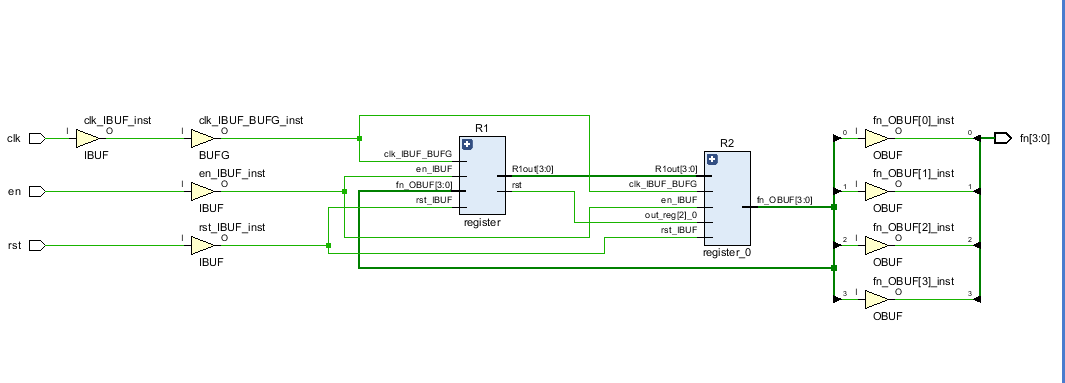 clk
I
clk_IBUF_inst
O
IBUF
I
clk_IBUF_BUFG_inst
O
BUFG
en
I
en_IBUF_inst
O
IBUF
rst
I
rst_IBUF_inst
O
IBUF
R1
clk_IBUF_BUFG
en_IBUF
fn_OBUF[3:0]
rst_IBUF
R1out[3:0]
rst
register
R2
R1out[3:0]
clk_IBUF_BUFG
en_IBUF
out_reg[2]_0
rst_IBUF
fn_OBUF[3:0]
register_0
fn_OBUF[0]_inst
0
I
O
0
OBUF
fn_OBUF[1]_inst
1
I
O
1
OBUF
fn_OBUF[2]_inst
2
I
O
2
OBUF
fn_OBUF[3]_inst
3
I
O
3
OBUF
fn[3:0]